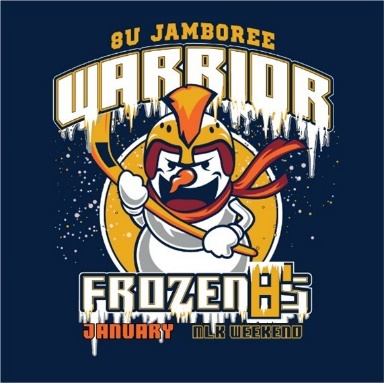 8U JAMBOREE
WARRIOR
FROZEN 8's
JANUARY MLK WEEKEND